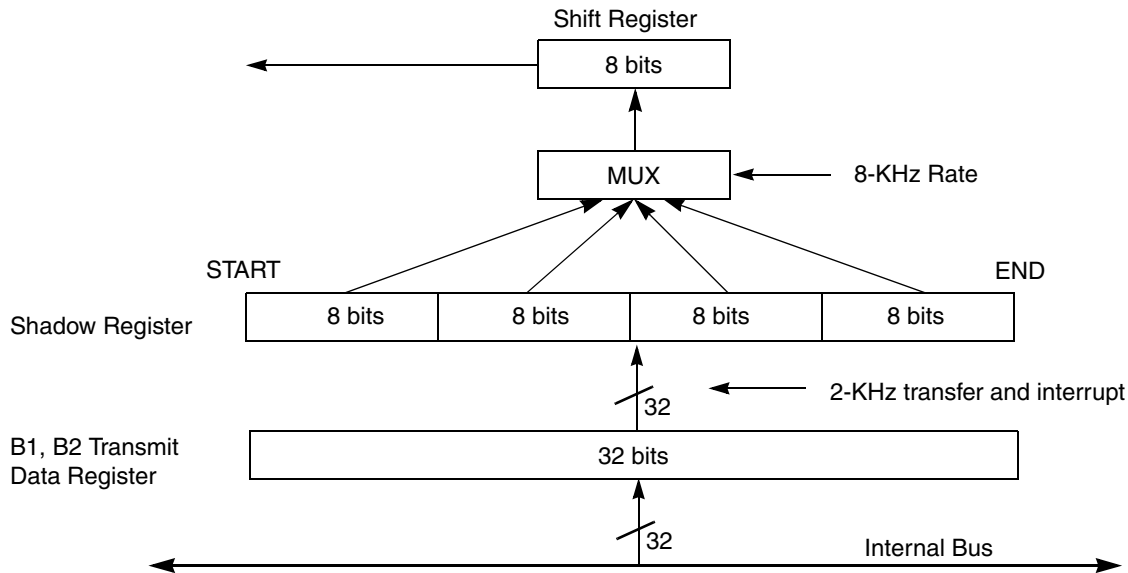 Shift Register
8 bits
MUX
8-KHz Rate
START
END
Shadow Register
8 bits
8 bits
8 bits
8 bits
32
2-KHz transfer and interrupt
B1, B2 Transmit
Data Register
32 bits
32
Internal Bus